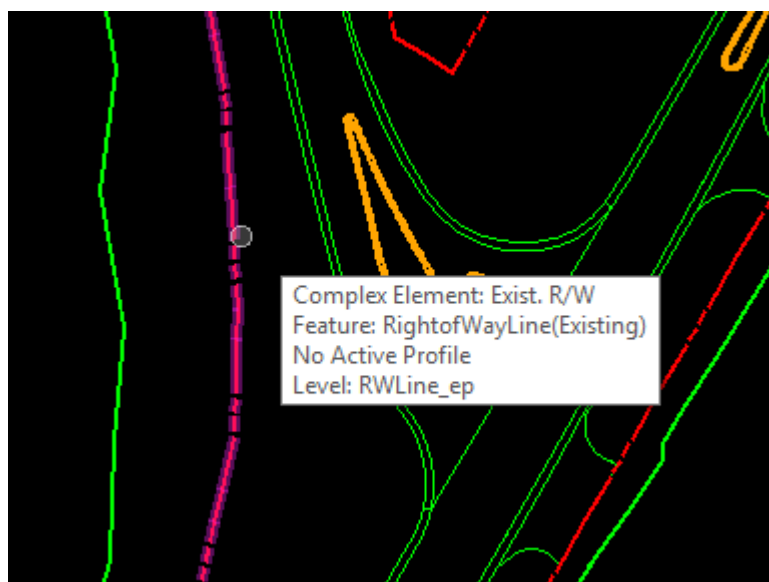 Complex Element: Exist. R/W
Feature: RightofWayLine(Existing)
No Active Profile
Level: RWLine_ep